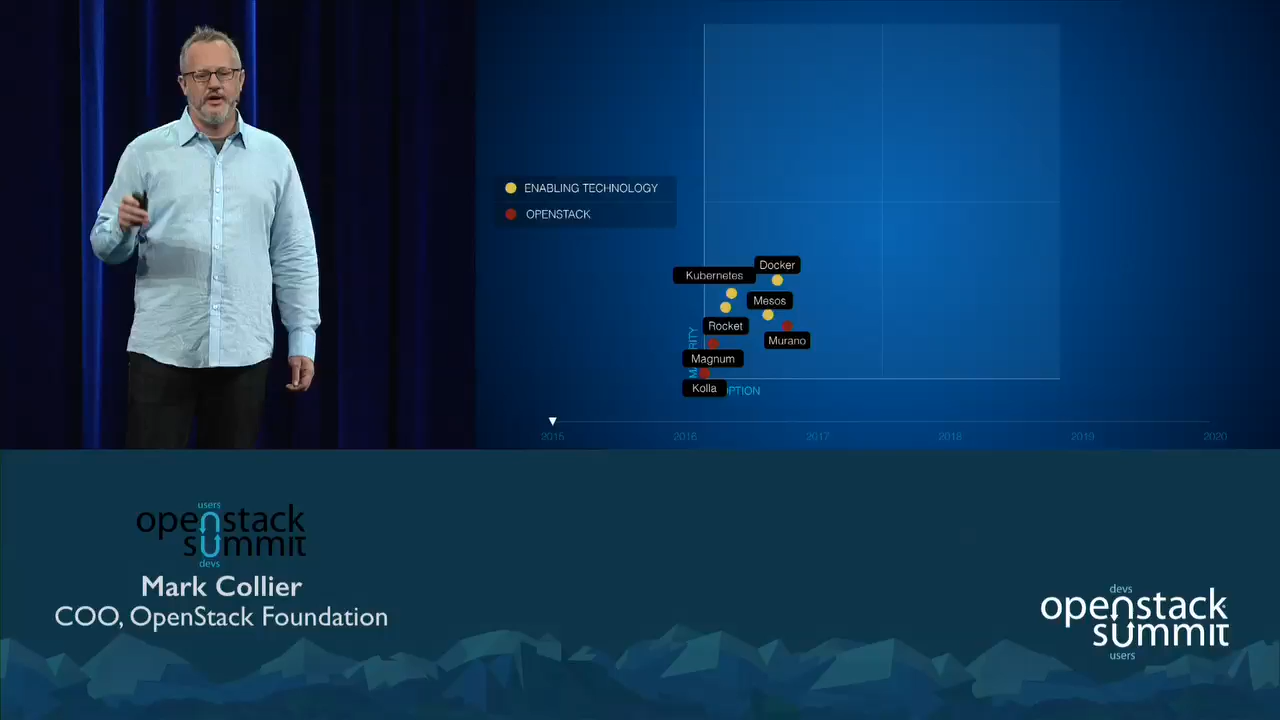 ENABLING TECHNOLOGY
OPENSTACK
Docker
Kubernetes
Mesos
Rocket
Murano
Magnum
Kolla
2015 2016 2017 2018 2019 2020
users
openstack
summit
devs
Mark Collier
COO, OpenStack Foundation
devs
openstack
summit
users